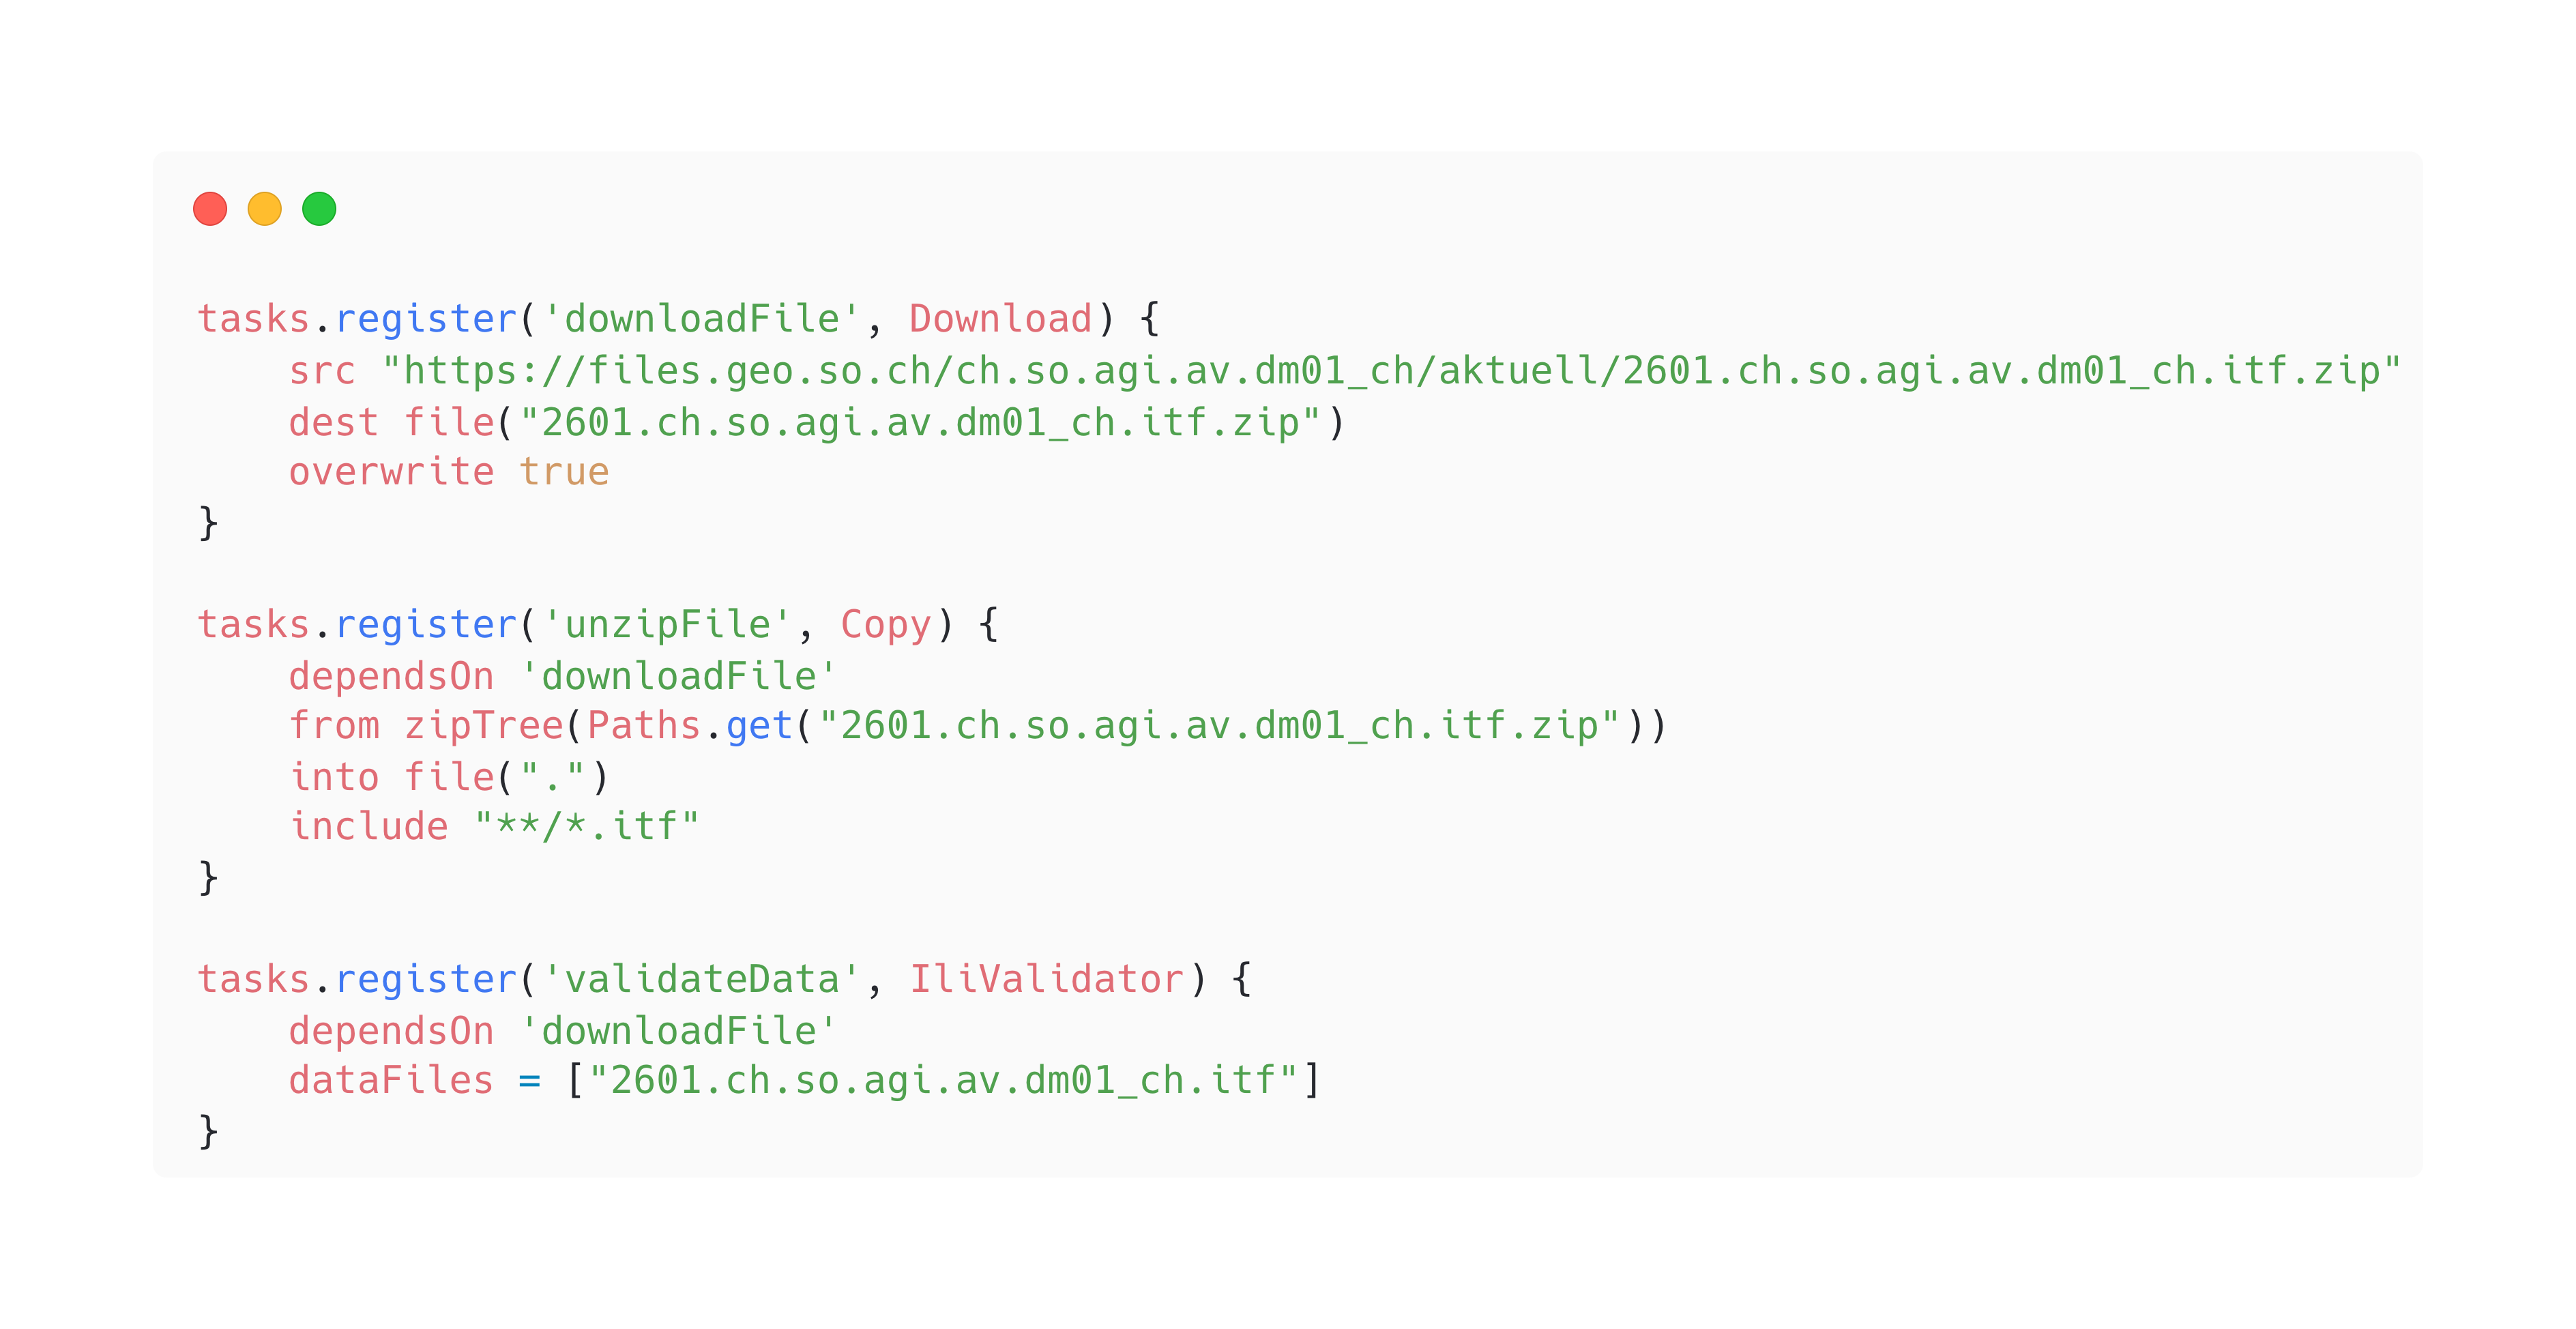 tasks.register('downloadFile', Download) {
    src "https://files.geo.so.ch/ch.so.agi.av.dm01_ch/aktuell/2601.ch.so.agi.av.dm01_ch.itf.zip"
    dest file("2601.ch.so.agi.av.dm01_ch.itf.zip")
    overwrite true
}

tasks.register('unzipFile', Copy) {
    dependsOn 'downloadFile'
    from zipTree(Paths.get("2601.ch.so.agi.av.dm01_ch.itf.zip"))
    into file(".")
    include "**/*.itf"
}

tasks.register('validateData', IliValidator) {
    dependsOn 'downloadFile'
    dataFiles = ["2601.ch.so.agi.av.dm01_ch.itf"]
}